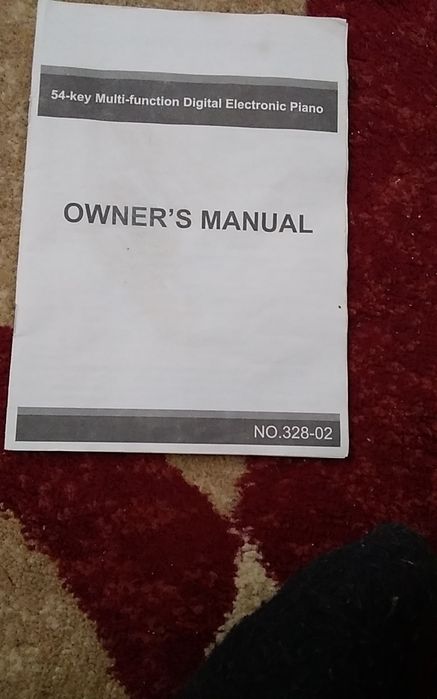 54-key Multi-function Digital Electronic Piano
OWNER'S MANUAL
NO.328-02